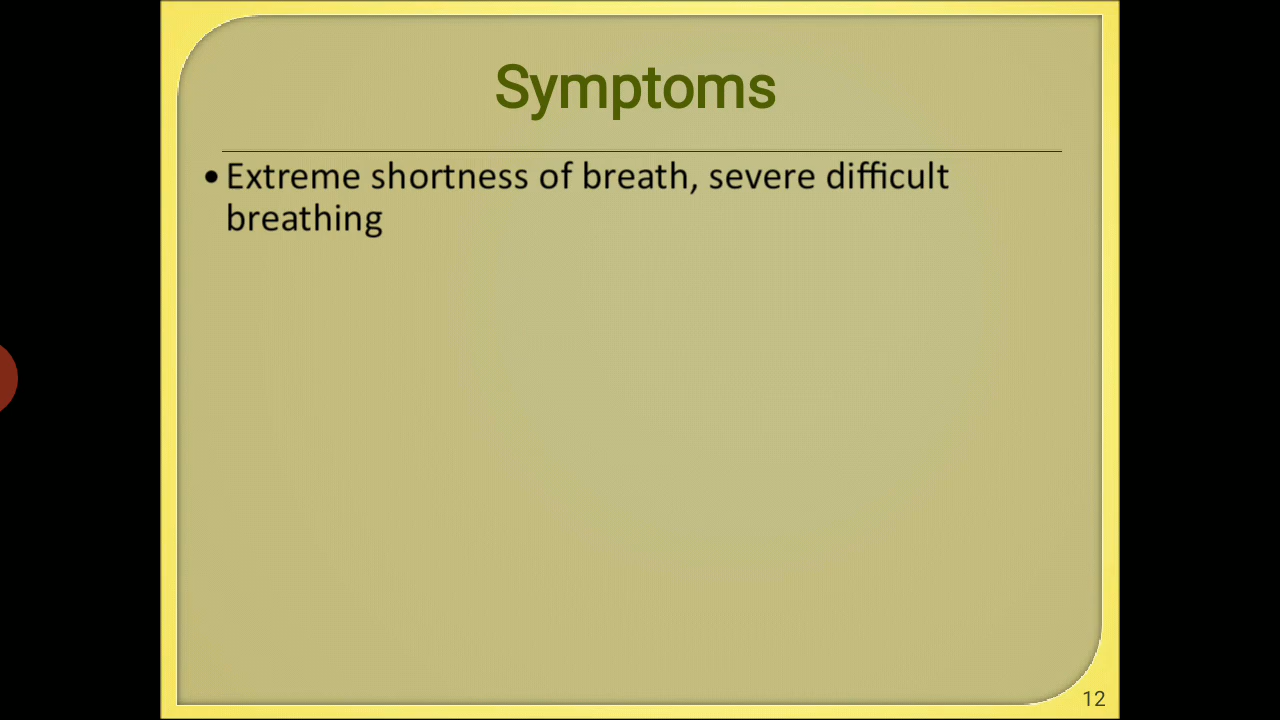 Symptoms
• Extreme shortness of breath, severe difficult
breathing
12